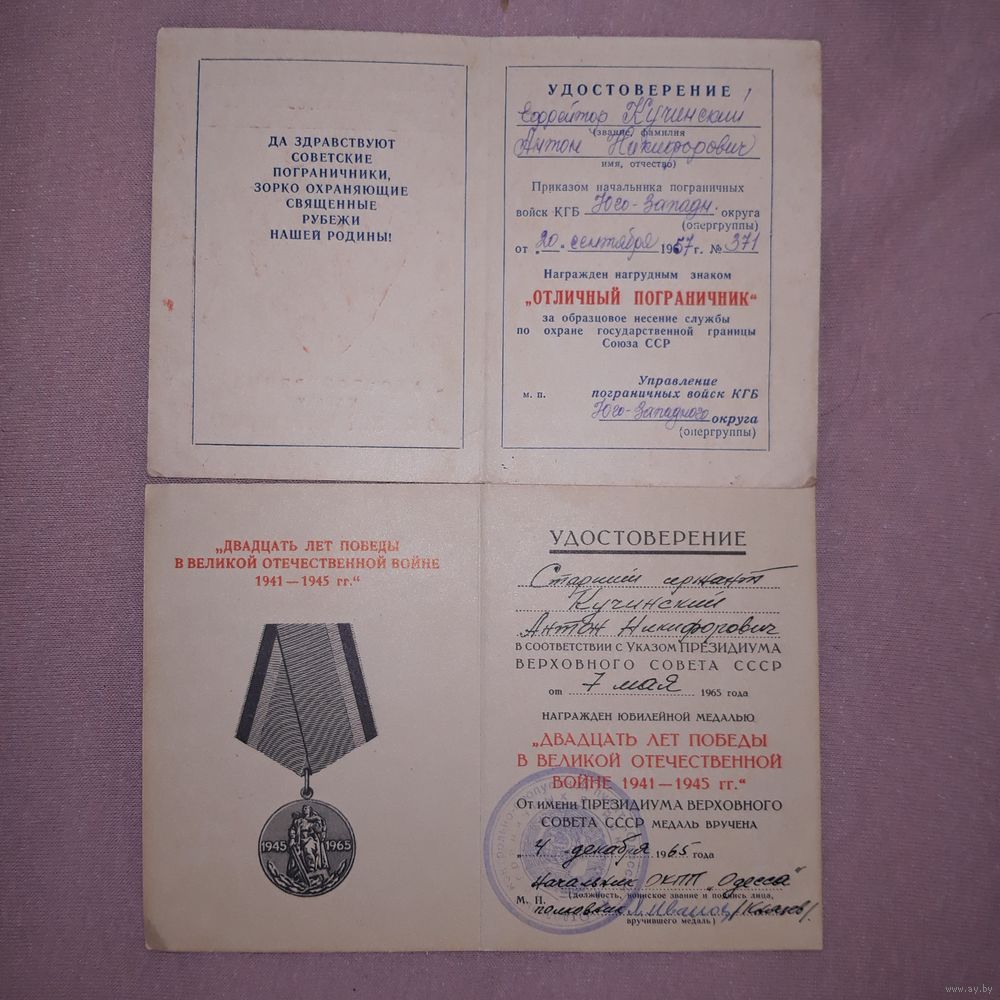 ДА ЗДРАВСТВУЮТ
СОВЕТСКИЕ
ПОГРАНИЧНИКИ,
ЗОРКО ОХРАНЯЮЩИЕ
СВЯЩЕННЫЕ
РУБЕЖИ
НАШЕЙ РОДИНЫ!
УДОСТОВЕРЕНИЕ
ефрейтор Кучинский
(звание, фамилия
Антон Никифорович
имя, отчество)
Приказом начальника пограничных
войск КГБ Юго-Западн. округа
(опергруппы)
от 20 сентября 1957 г. № 371
Награжден нагрудным знаком
„ОТЛИЧНЫЙ ПОГРАНИЧНИК“
за образцовое несение службы
по охране государственной границы
Союза ССР
Управление
м. п. пограничных войск КГБ
Юго-Западного округа
(опергруппы)
„ДВАДЦАТЬ ЛЕТ ПОБЕДЫ
В ВЕЛИКОЙ ОТЕЧЕСТВЕННОЙ ВОЙНЕ
1941—1945 гг.“
1945 1965
УДОСТОВЕРЕНИЕ
Старший сержант
Кучинский
Антон Никифорович
В СООТВЕТСТВИИ С УКАЗОМ ПРЕЗИДИУМА
ВЕРХОВНОГО СОВЕТА СССР
от 7 мая 1965 года
НАГРАЖДЕН ЮБИЛЕЙНОЙ МЕДАЛЬЮ
„ДВАДЦАТЬ ЛЕТ ПОБЕДЫ
В ВЕЛИКОЙ ОТЕЧЕСТВЕННОЙ
ВОЙНЕ 1941—1945 гг.“
От имени ПРЕЗИДИУМА ВЕРХОВНОГО
СОВЕТА СССР МЕДАЛЬ ВРУЧЕНА
„4 декабря 1965 года
Начальник ОКПП „Одесса“
М. П. (должность, воинское звание и подпись лица,
полковник
вручившего медаль)
www.ay.by